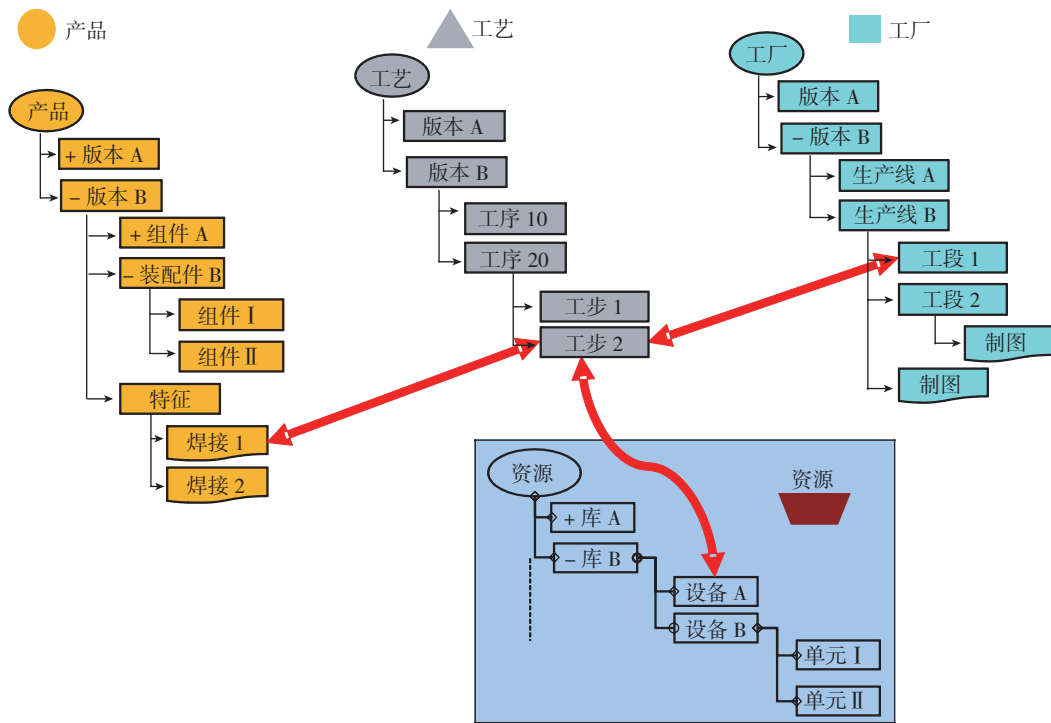 产品
工艺
工厂
产品
+ 版本 A
- 版本 B
+ 组件 A
- 装配件 B
组件 Ⅰ
组件 Ⅱ
特征
焊接 1
焊接 2
工艺
版本 A
版本 B
工序 10
工序 20
工步 1
工步 2
工厂
版本 A
- 版本 B
生产线 A
生产线 B
工段 1
工段 2
制图
制图
资源
资源
+ 库 A
- 库 B
设备 A
设备 B
单元 Ⅰ
单元 Ⅱ